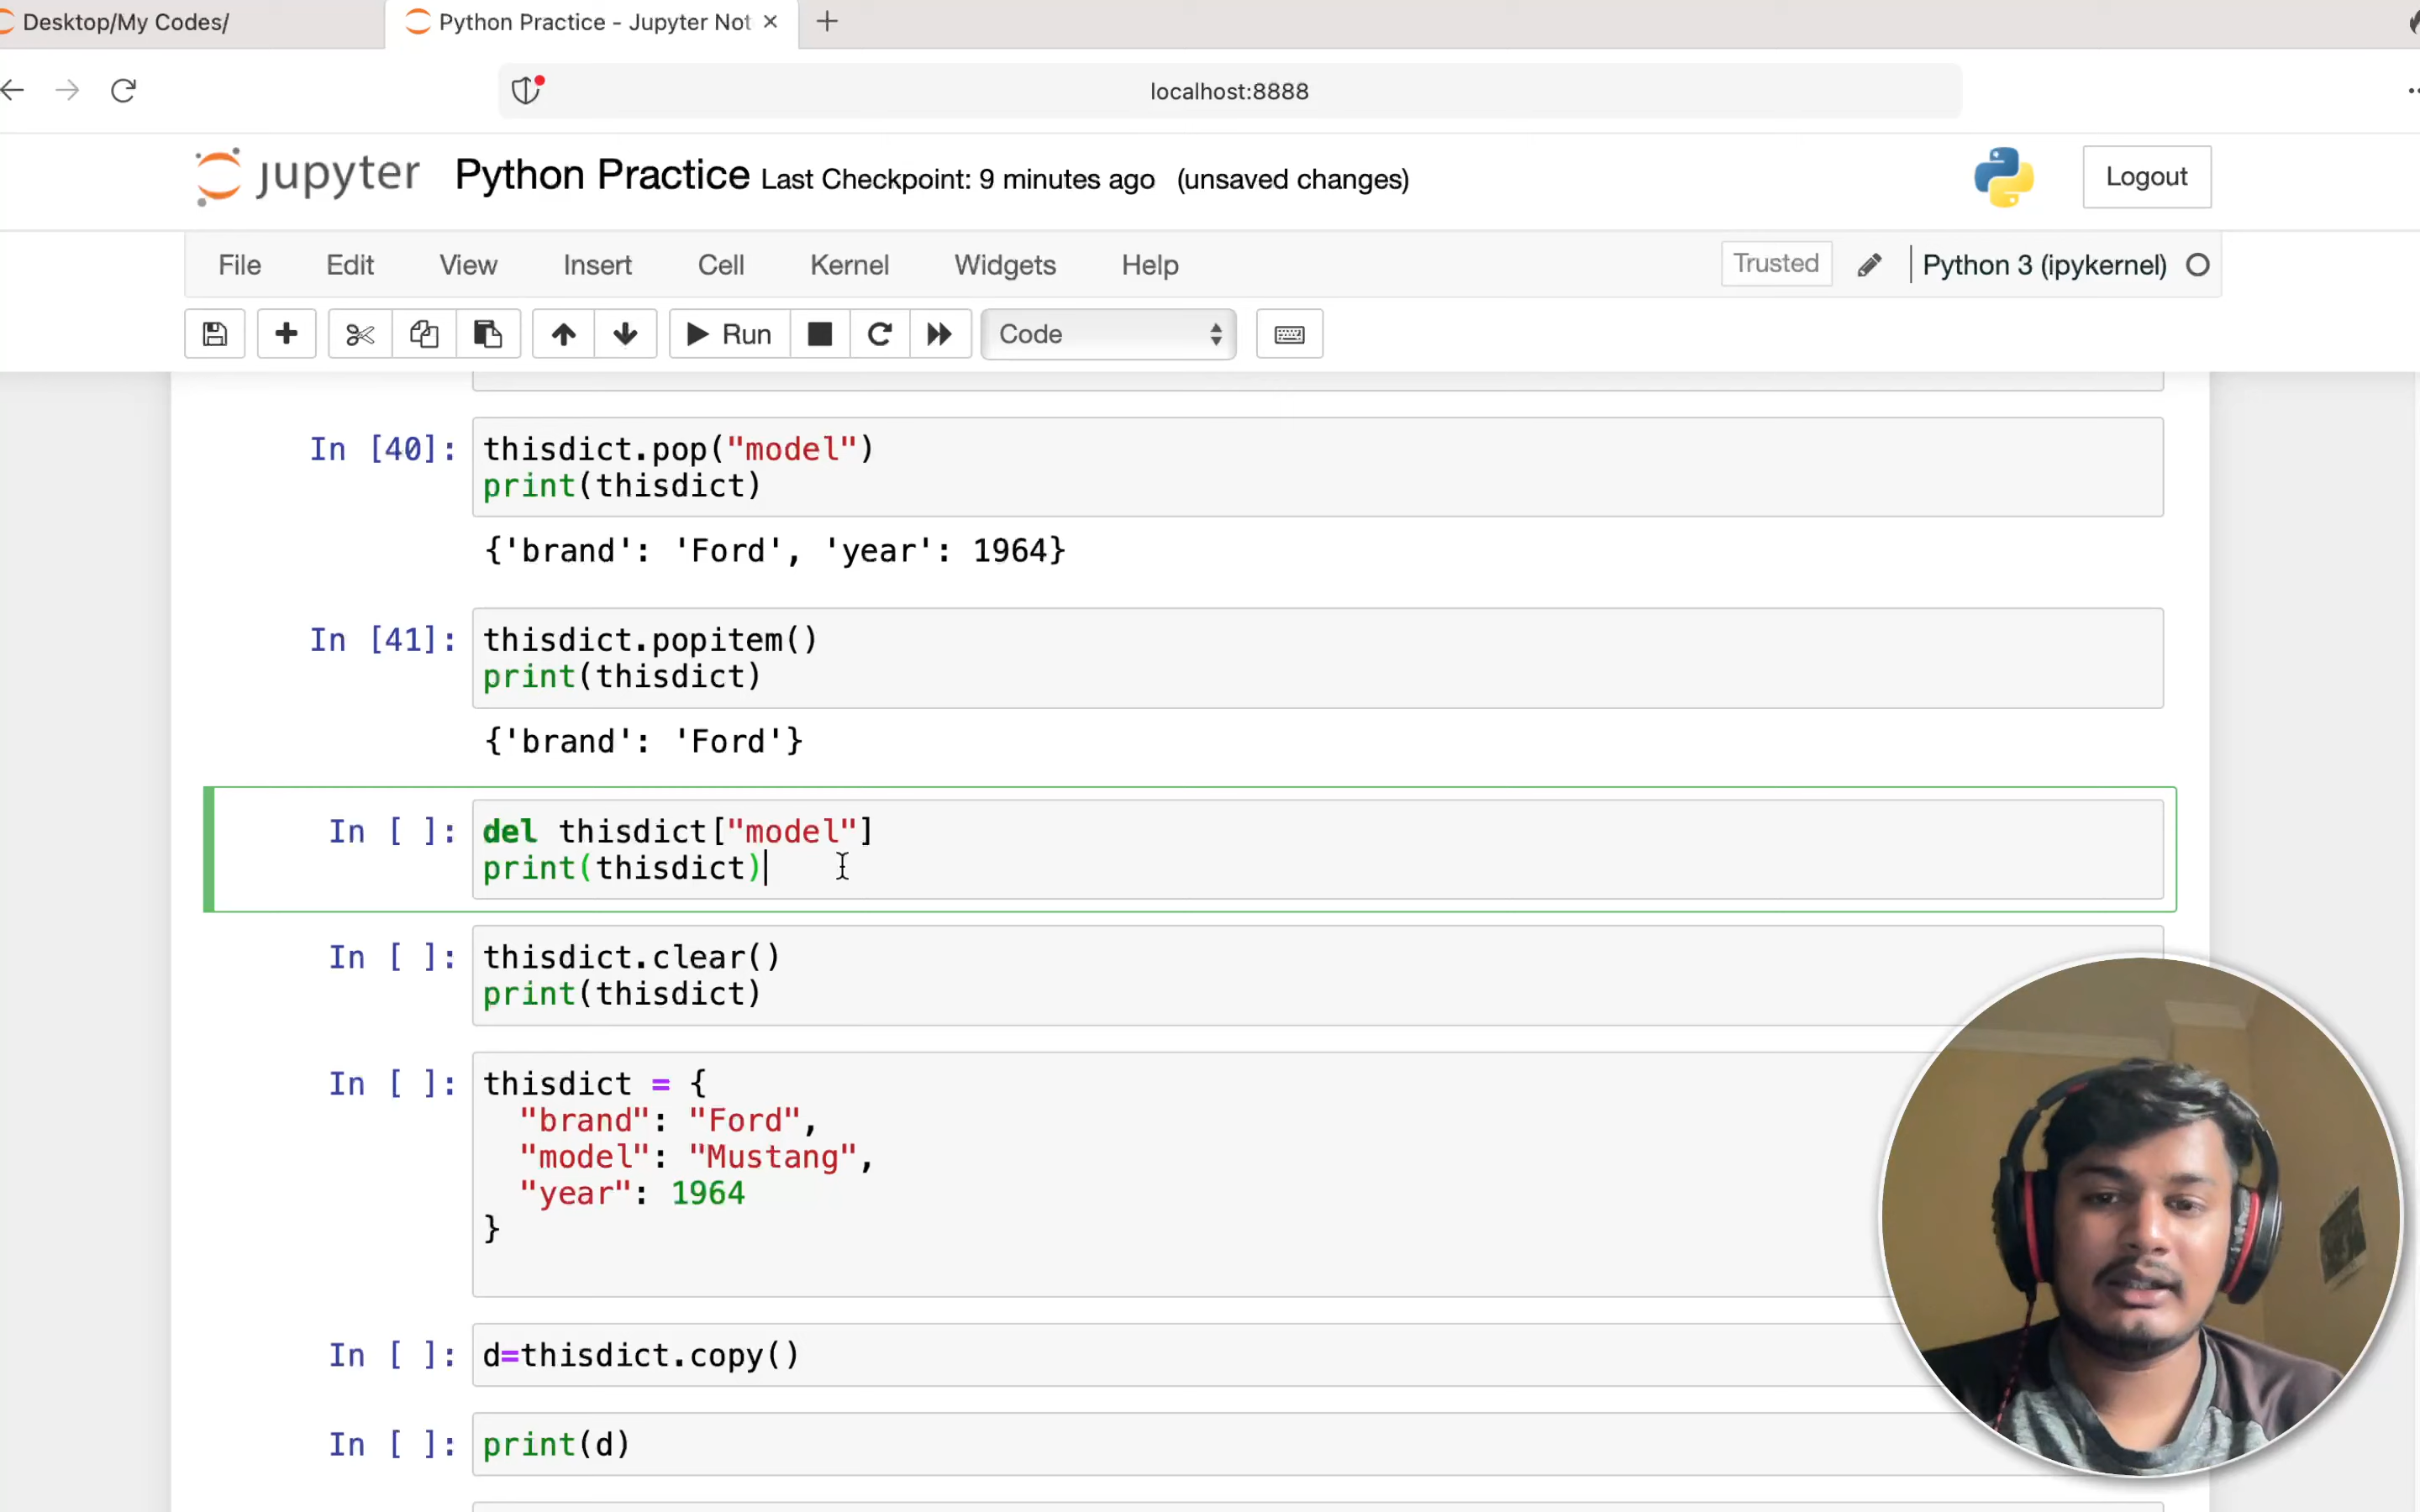 Desktop/My Codes/
Python Practice - Jupyter Not
localhost:8888
jupyter Python Practice Last Checkpoint: 9 minutes ago (unsaved changes)
Logout
File Edit View Insert Cell Kernel Widgets Help
Trusted
Python 3 (ipykernel)
Run
Code
In [40]: thisdict.pop("model")
print(thisdict)
{'brand': 'Ford', 'year': 1964}
In [41]: thisdict.popitem()
print(thisdict)
{'brand': 'Ford'}
In [ ]: del thisdict["model"]
print(thisdict)
In [ ]: thisdict.clear()
print(thisdict)
In [ ]: thisdict = {
"brand": "Ford",
"model": "Mustang",
"year": 1964
}
In [ ]: d=thisdict.copy()
In [ ]: print(d)